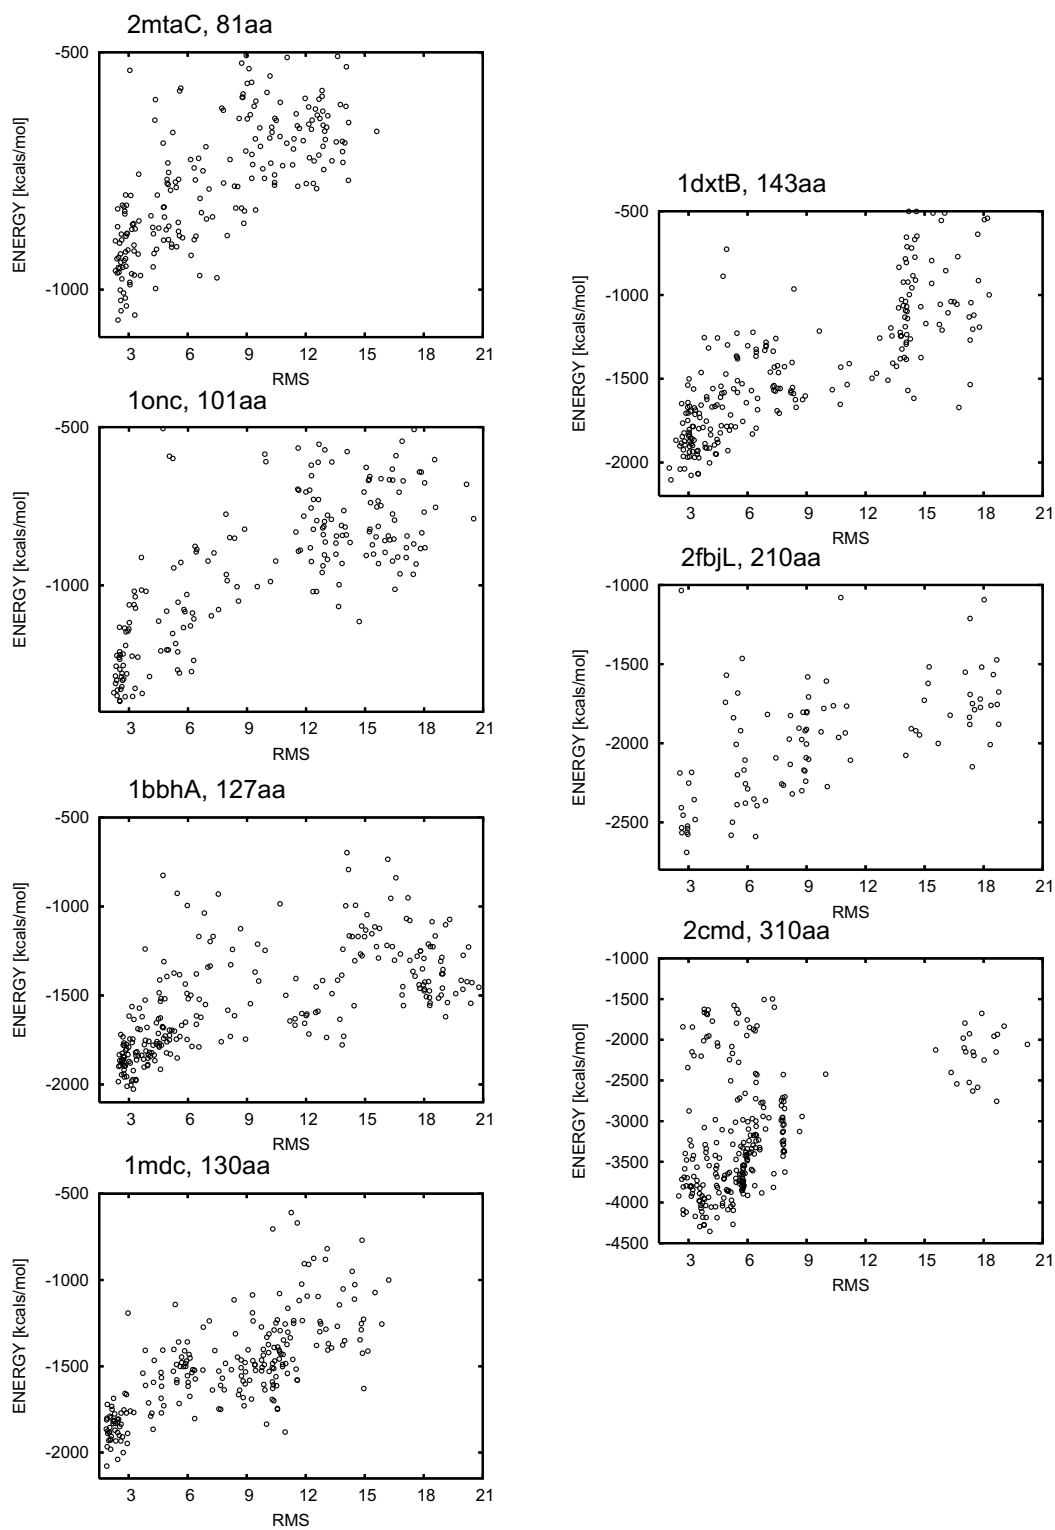 2mtaC, 81aa
-500
-1000
ENERGY [kcals/mol]
3 6 9 12 15 18 21
RMS
1onc, 101aa
-500
-1000
ENERGY [kcals/mol]
3 6 9 12 15 18 21
RMS
1bbhA, 127aa
-500
-1000
-1500
-2000
ENERGY [kcals/mol]
3 6 9 12 15 18 21
RMS
1mdc, 130aa
-500
-1000
-1500
-2000
ENERGY [kcals/mol]
3 6 9 12 15 18 21
RMS
1dxtB, 143aa
-500
-1000
-1500
-2000
ENERGY [kcals/mol]
3 6 9 12 15 18 21
RMS
2fbjL, 210aa
-1000
-1500
-2000
-2500
ENERGY [kcals/mol]
3 6 9 12 15 18 21
RMS
2cmd, 310aa
-1000
-1500
-2000
-2500
-3000
-3500
-4000
-4500
ENERGY [kcals/mol]
3 6 9 12 15 18 21
RMS